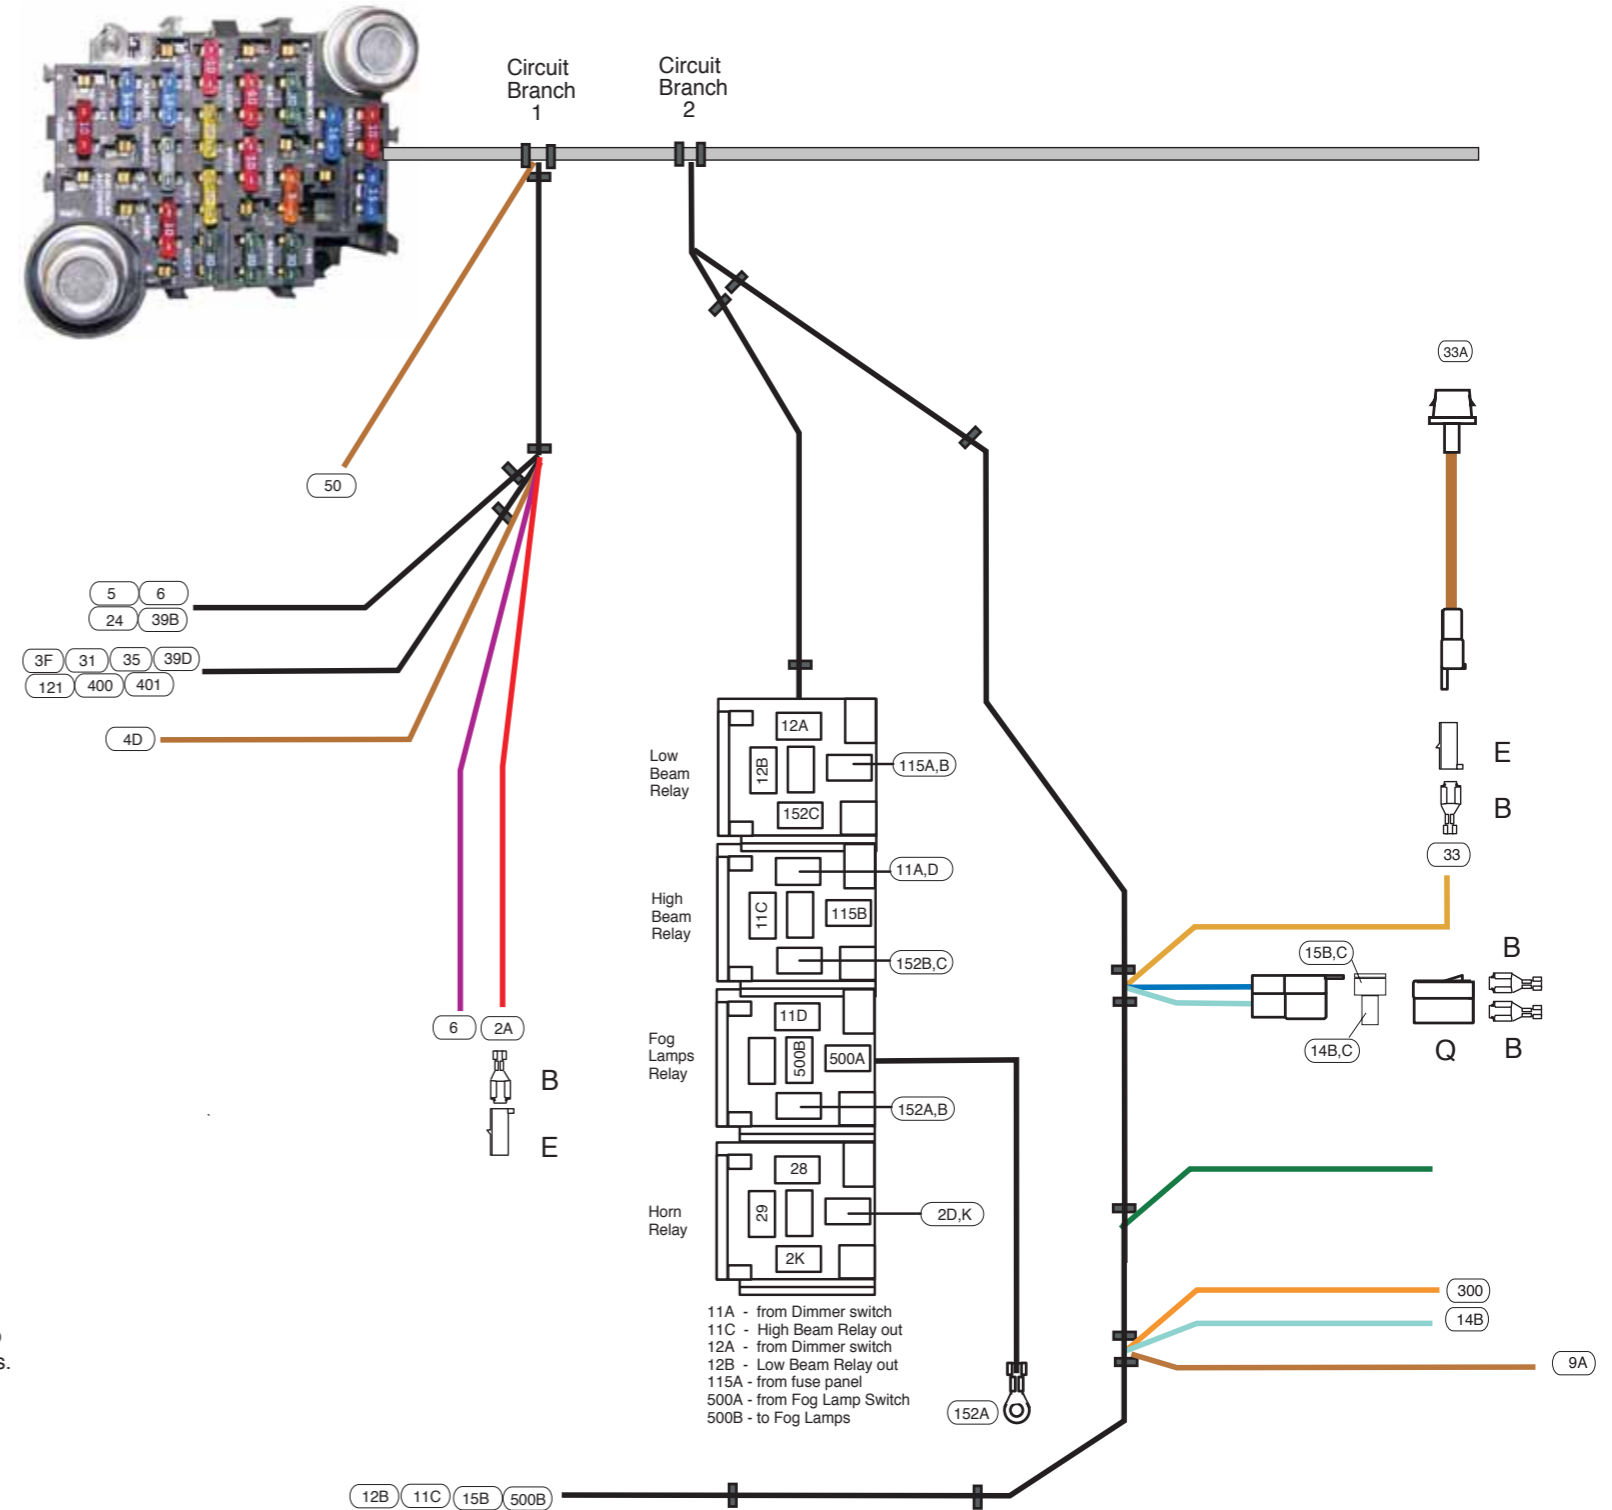 Circuit
Branch
1
Circuit
Branch
2
33A
50
5 6
24 39B
3F 31 35 39D
121 400 401
4D
6 2A
B
E
Low
Beam
Relay
12A
12B
115A,B
152C
High
Beam
Relay
11A,D
11C
115B
152B,C
Fog
Lamps
Relay
11D
500B
500A
152A,B
Horn
Relay
28
29
2D,K
2K
11A - from Dimmer switch
11C - High Beam Relay out
12A - from Dimmer switch
12B - Low Beam Relay out
115A - from fuse panel
500A - from Fog Lamp Switch
500B - to Fog Lamps
152A
E
B
33
15B,C
14B,C
Q
B
B
300
14B
9A
s.
12B 11C 15B 500B